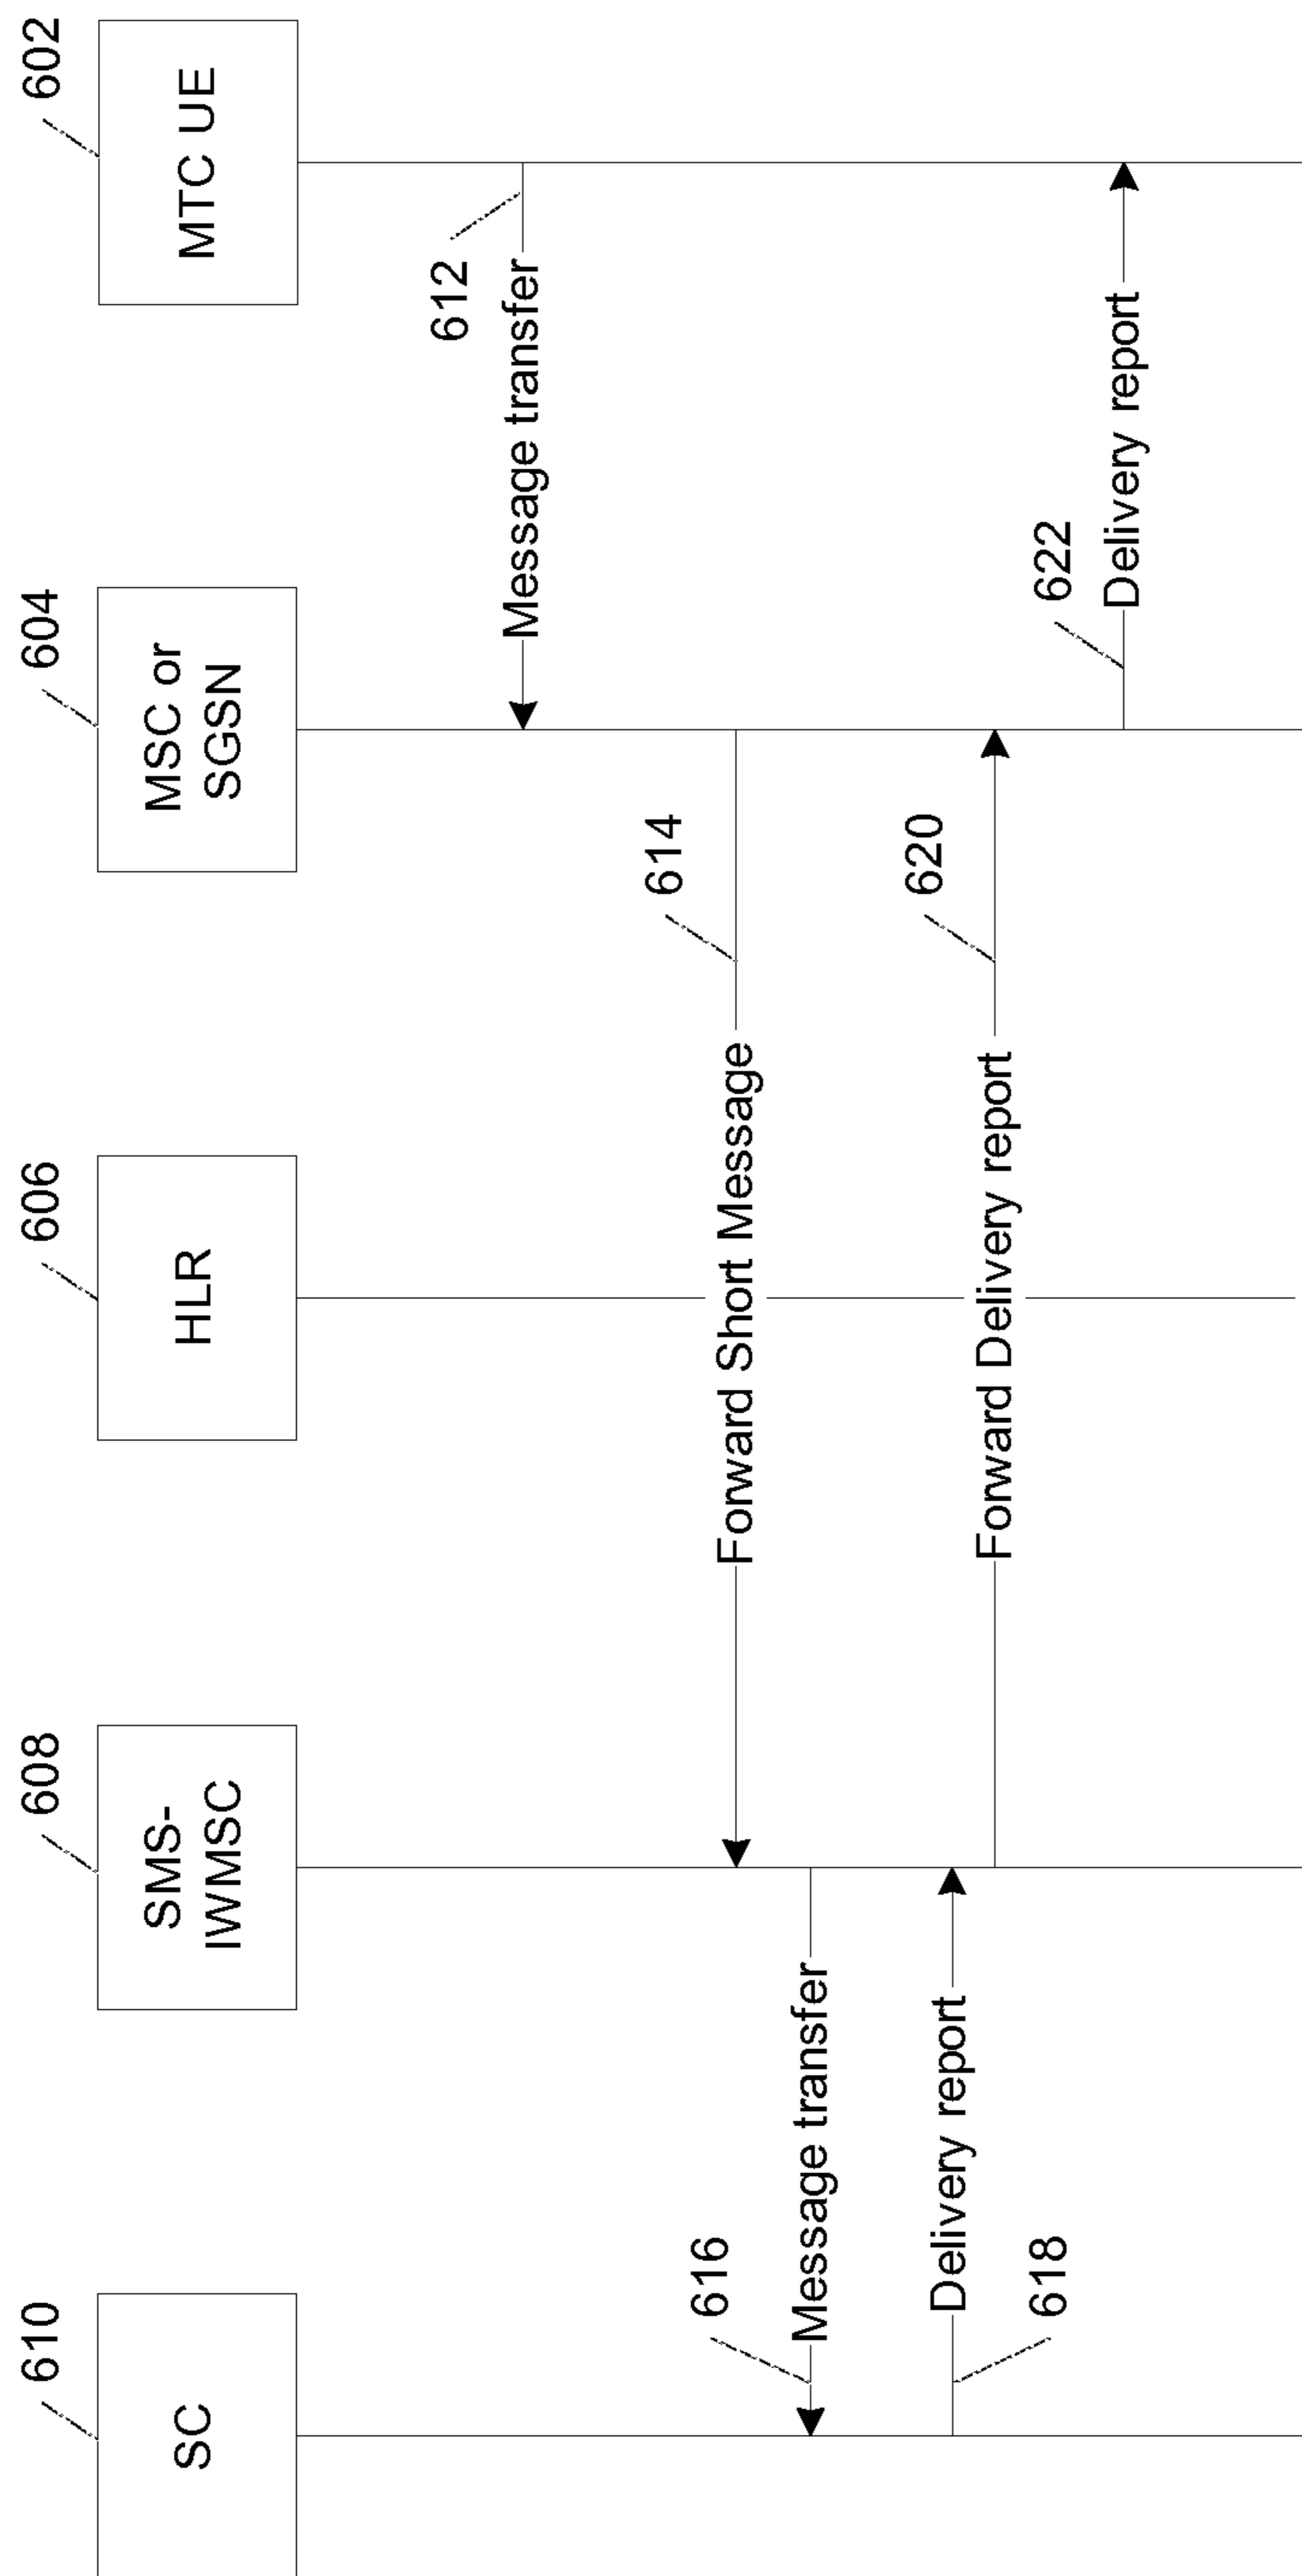 610
SC
608
SMS-
IWMSC
606
HLR
604
MSC or
SGSN
602
MTC UE
612
Message transfer
614
Forward Short Message
616
Message transfer
Delivery report
618
620
Forward Delivery report
622
Delivery report